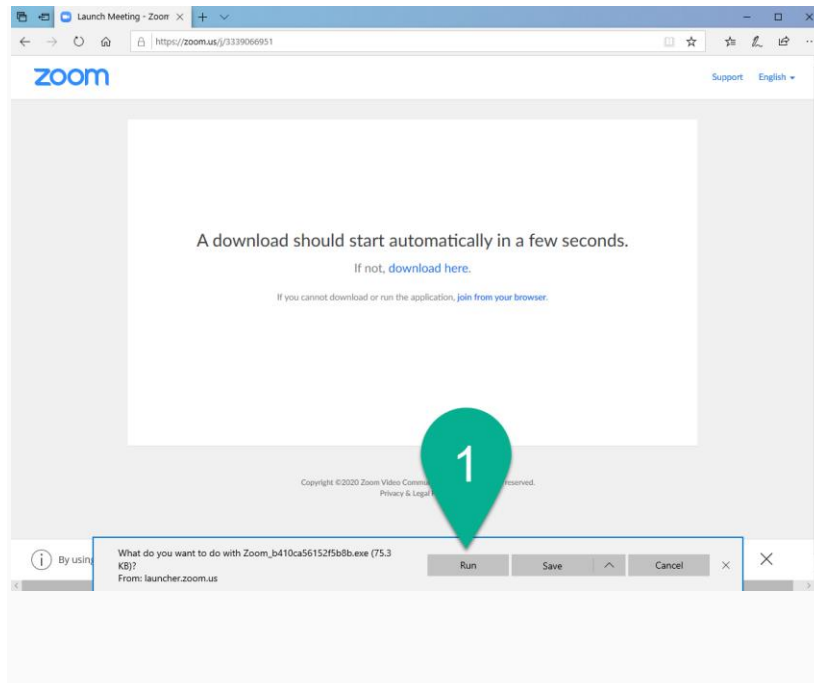 Launch Meeting - Zoom
https://zoom.us/j/3339066951
zoom
Support English
A download should start automatically in a few seconds.
If not, download here.
If you cannot download or run the application, join from your browser.
1
Copyright ©2020 Zoom Video reserved.
Privacy & Legal
By using
What do you want to do with Zoom_b410ca56152f5b8b.exe (75.3
KB)?
From: launcher.zoom.us
Run Save Cancel